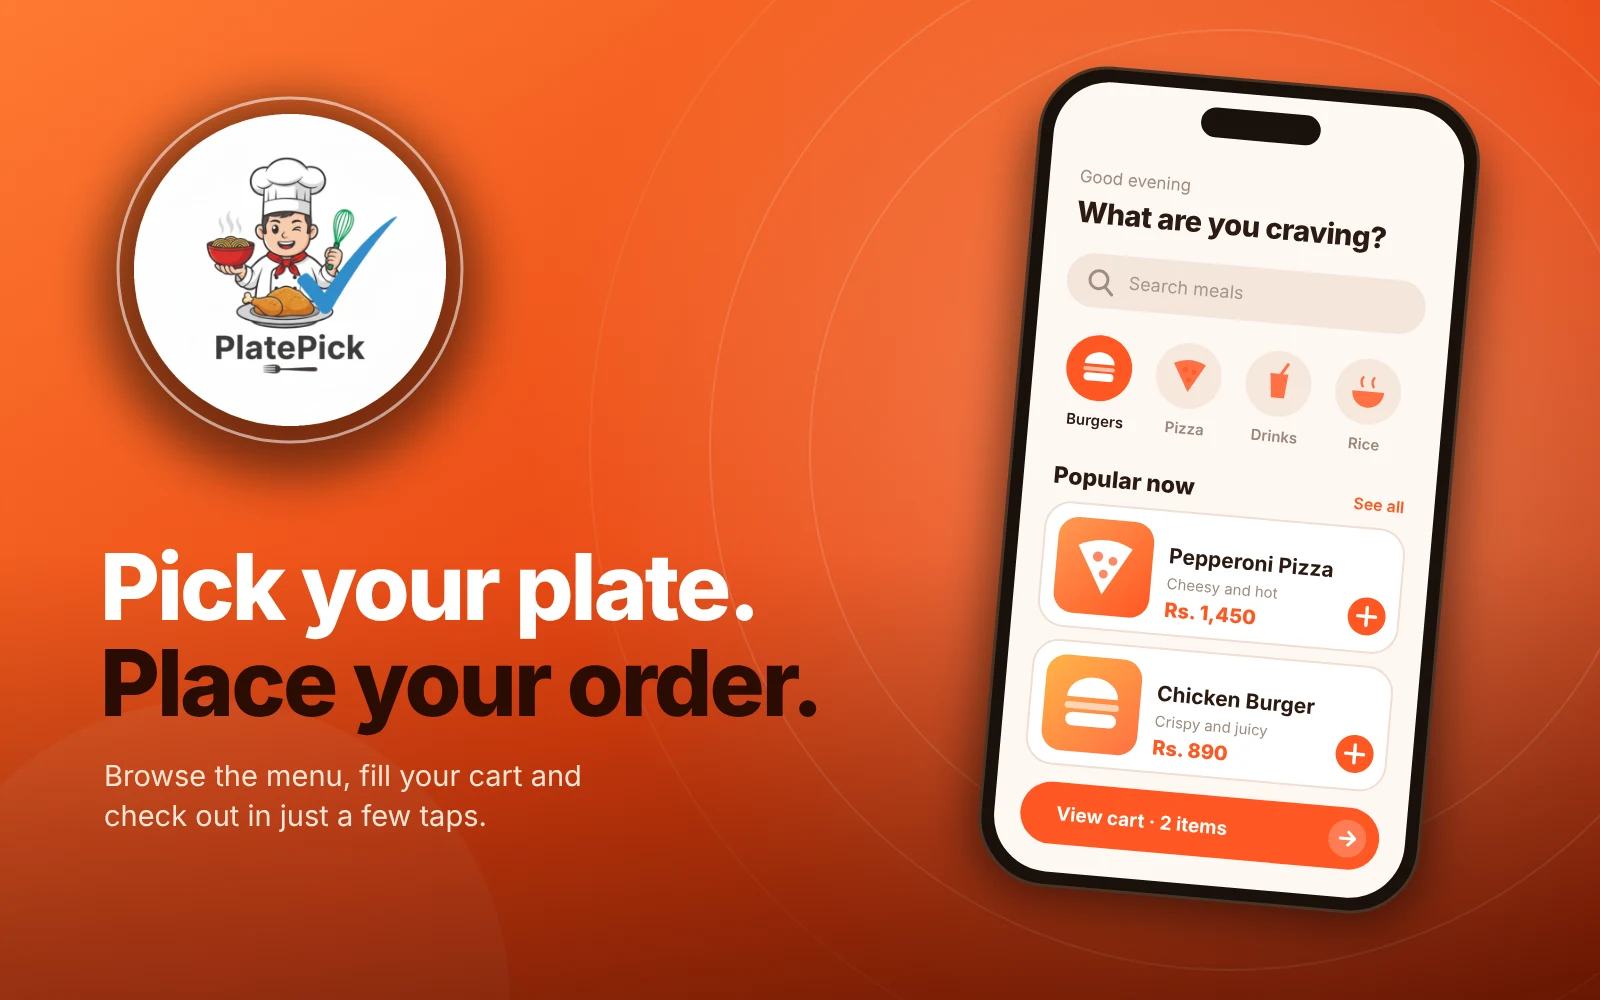 PlatePick
Pick your plate.
Place your order.
Browse the menu, fill your cart and
check out in just a few taps.
Good evening
What are you craving?
Search meals
Burgers
Pizza
Drinks
Rice
Popular now
See all
Pepperoni Pizza
Cheesy and hot
Rs. 1,450
Chicken Burger
Crispy and juicy
Rs. 890
View cart · 2 items